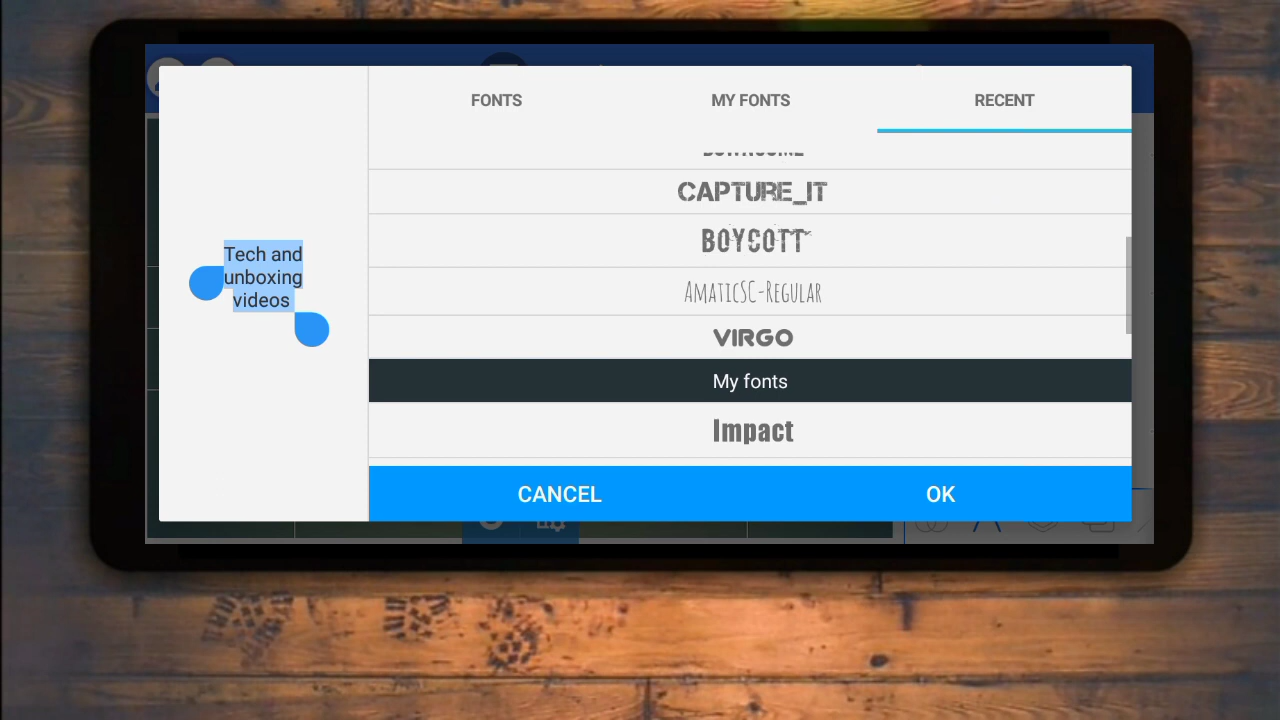 FONTS
MY FONTS
RECENT
CAPTURE_IT
BOYCOTT
AmaticSC-Regular
VIRGO
My fonts
Impact
CANCEL
OK
Tech and
unboxing
videos